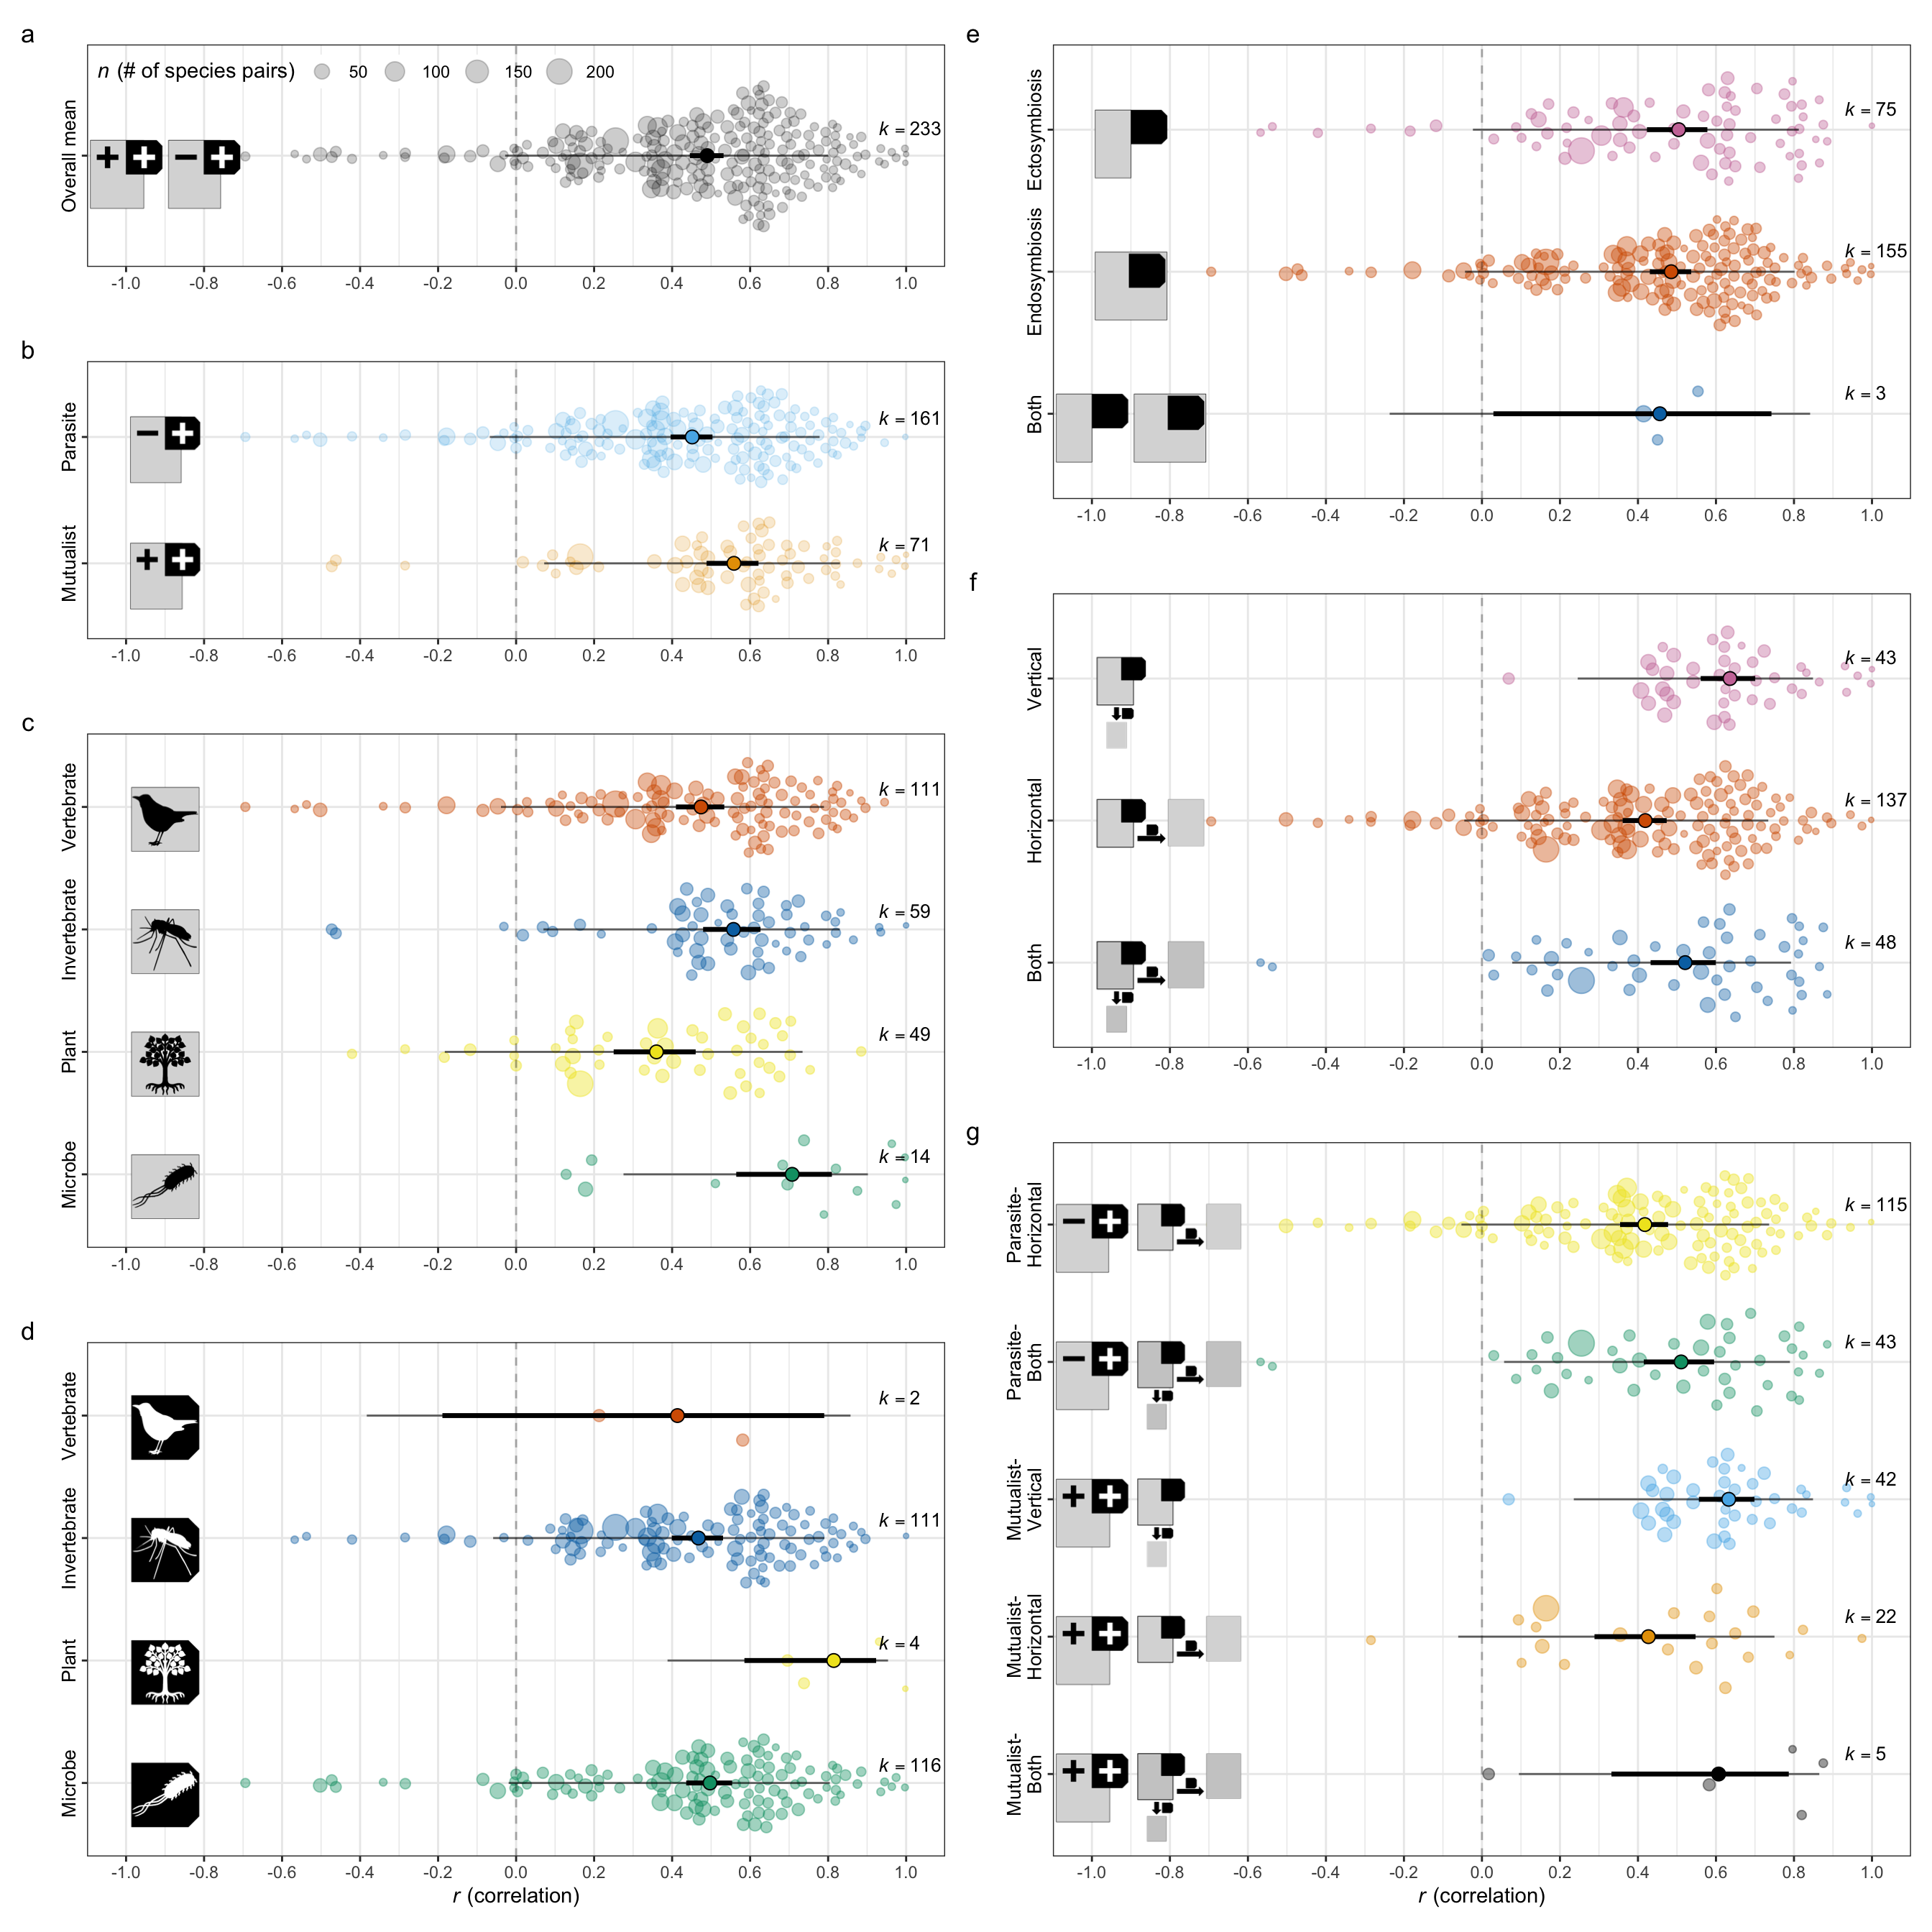 a
n (# of species pairs) 50 100 150 200
Overall mean
k = 233
-1.0 -0.8 -0.6 -0.4 -0.2 0.0 0.2 0.4 0.6 0.8 1.0
b
Parasite
k = 161
Mutualist
k = 71
-1.0 -0.8 -0.6 -0.4 -0.2 0.0 0.2 0.4 0.6 0.8 1.0
c
Vertebrate
k = 111
Invertebrate
k = 59
Plant
k = 49
Microbe
k = 14
-1.0 -0.8 -0.6 -0.4 -0.2 0.0 0.2 0.4 0.6 0.8 1.0
d
Vertebrate
k = 2
Invertebrate
k = 111
Plant
k = 4
Microbe
k = 116
-1.0 -0.8 -0.6 -0.4 -0.2 0.0 0.2 0.4 0.6 0.8 1.0
r (correlation)
e
Ectosymbiosis
k = 75
Endosymbiosis
k = 155
Both
k = 3
-1.0 -0.8 -0.6 -0.4 -0.2 0.0 0.2 0.4 0.6 0.8 1.0
f
Vertical
k = 43
Horizontal
k = 137
Both
k = 48
-1.0 -0.8 -0.6 -0.4 -0.2 0.0 0.2 0.4 0.6 0.8 1.0
g
Parasite-
Horizontal
k = 115
Parasite-
Both
k = 43
Mutualist-
Vertical
k = 42
Mutualist-
Horizontal
k = 22
Mutualist-
Both
k = 5
-1.0 -0.8 -0.6 -0.4 -0.2 0.0 0.2 0.4 0.6 0.8 1.0
r (correlation)